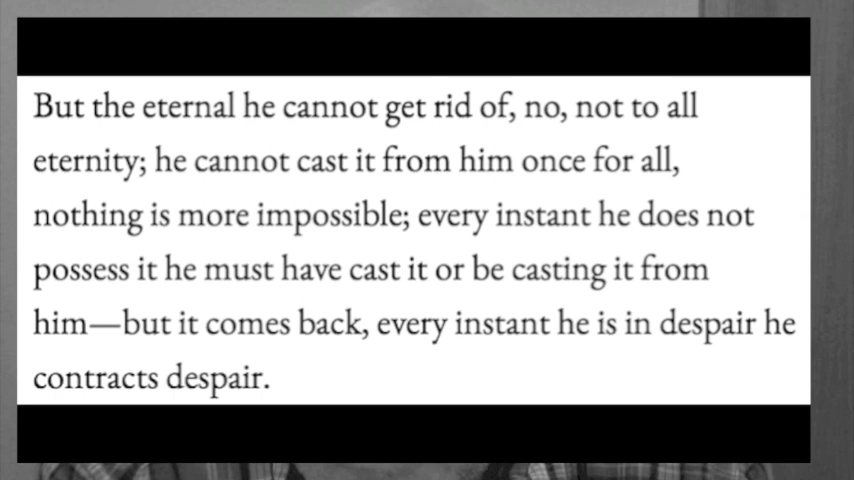 But the eternal he cannot get rid of, no, not to all
eternity; he cannot cast it from him once for all,
nothing is more impossible; every instant he does not
possess it he must have cast it or be casting it from
him—but it comes back, every instant he is in despair he
contracts despair.